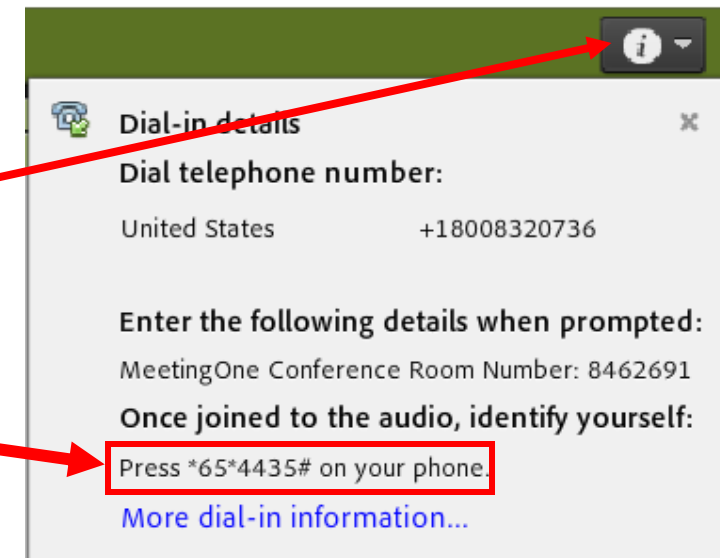 i
Dial-in details
Dial telephone number:
United States +18008320736
Enter the following details when prompted:
MeetingOne Conference Room Number: 8462691
Once joined to the audio, identify yourself:
Press *65*4435# on your phone.
More dial-in information...